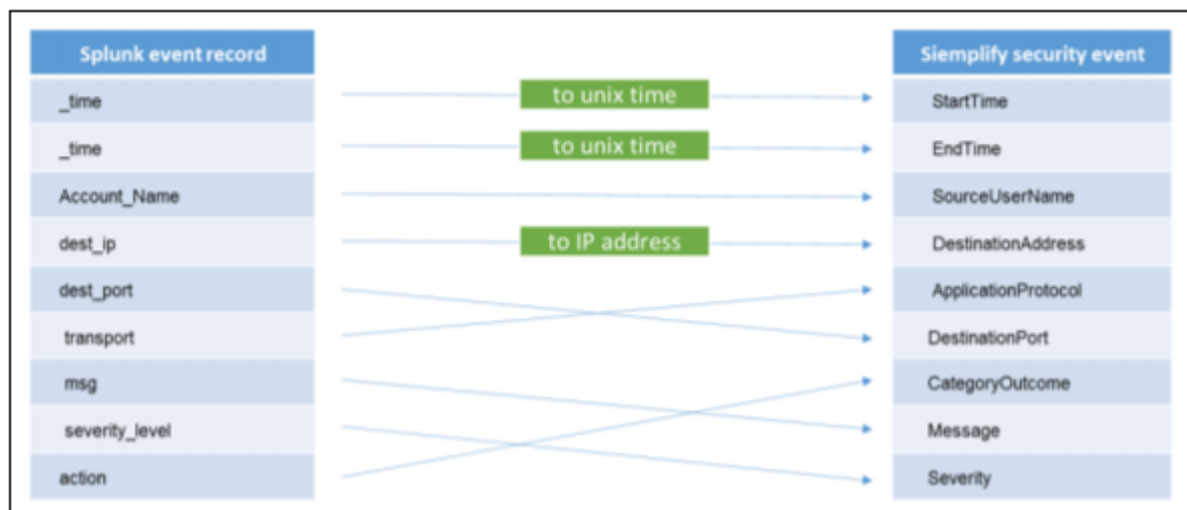 Splunk event record
Siemplify security event
_time
to unix time
StartTime
_time
to unix time
EndTime
Account_Name
SourceUserName
dest_ip
to IP address
DestinationAddress
dest_port
ApplicationProtocol
transport
DestinationPort
msg
CategoryOutcome
severity_level
Message
action
Severity